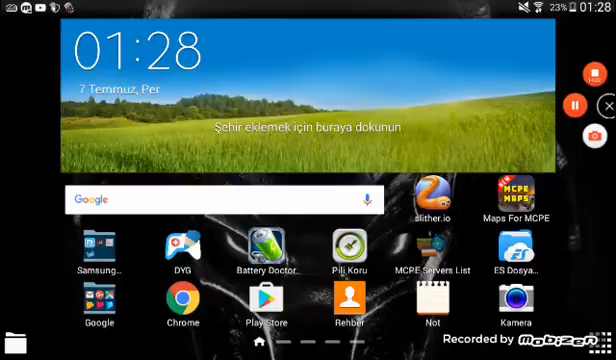 23% 01:28
01:28
7 Temmuz, Per
Şehir eklemek için buraya dokunun
Google
slither.io
Maps For MCPE
NEW
MCPE
MAPS
Samsung...
DYG
Battery Doctor
Pili Koru
MCPE Servers List
ES Dosya...
Google
Chrome
Play Store
Rehber
Not
Kamera
Recorded by MOBIZEN